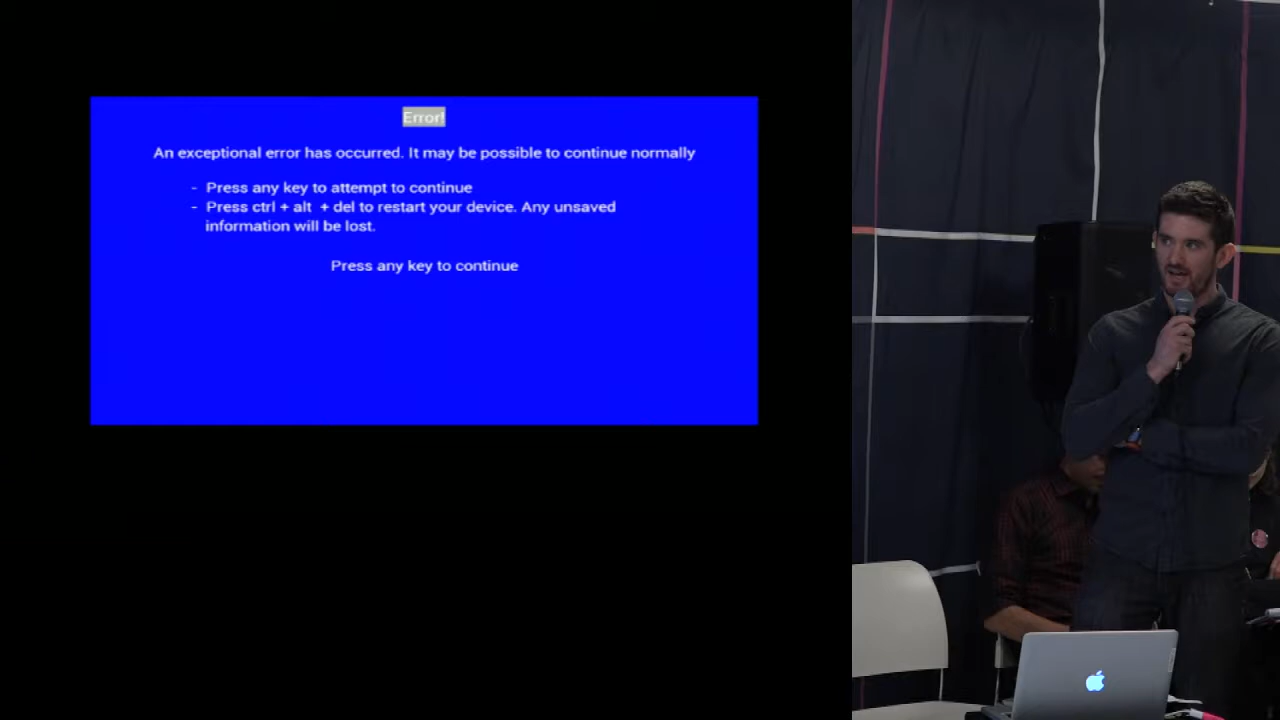 Error!
An exceptional error has occurred. It may be possible to continue normally
- Press any key to attempt to continue
- Press ctrl + alt + del to restart your device. Any unsaved
information will be lost.
Press any key to continue